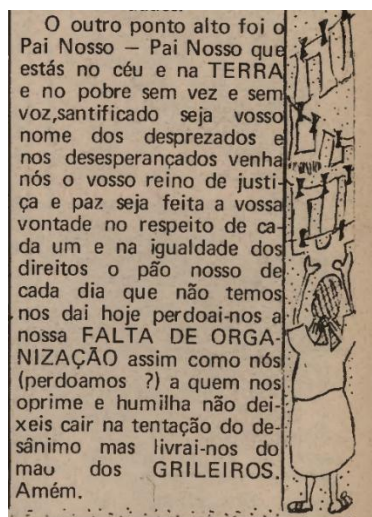 O outro ponto alto foi o
Pai Nosso — Pai Nosso que
estás no céu e na TERRA
e no pobre sem vez e sem
voz,santificado seja vosso
nome dos desprezados e
nos desesperançados venha
nós o vosso reino de justi-
ça e paz seja feita a vossa
vontade no respeito de ca-
da um e na igualdade dos
direitos o pão nosso de
cada dia que não temos
nos dai hoje perdoai-nos a
nossa FALTA DE ORGA-
NIZAÇÃO assim como nós
(perdoamos ?) a quem nos
oprime e humilha não dei-
xeis cair na tentação do de-
sânimo mas livrai-nos do
mau dos GRILEIROS.
Amém.